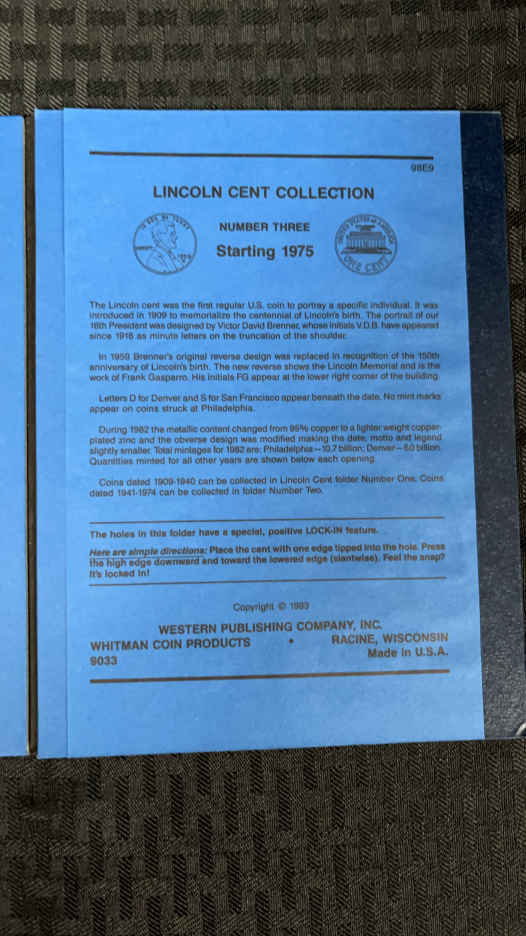 98E9
LINCOLN CENT COLLECTION
NUMBER THREE
Starting 1975
UNITED STATES OF AMERICA
ONE CENT
The Lincoln cent was the first regular U.S. coin to portray a specific individual. It was
introduced in 1909 to memorialize the centennial of Lincoln's birth. The portrait of our
16th President was designed by Victor David Brenner, whose initials V.D.B. have appeared
since 1918 as minute letters on the truncation of the shoulder.
In 1959 Brenner's original reverse design was replaced in recognition of the 150th
anniversary of Lincoln's birth. The new reverse shows the Lincoln Memorial and is the
work of Frank Gasparro. His initials FG appear at the lower right corner of the building.
Letters D for Denver and S for San Francisco appear beneath the date. No mint marks
appear on coins struck at Philadelphia.
During 1982 the metallic content changed from 95% copper to a lighter weight copper-
plated zinc and the obverse design was modified making the date, motto and legend
slightly smaller. Total mintages for 1982 are: Philadelphia — 10.7 billion; Denver — 6.0 billion.
Quantities minted for all other years are shown below each opening.
Coins dated 1909-1940 can be collected in Lincoln Cent folder Number One. Coins
dated 1941-1974 can be collected in folder Number Two.
The holes in this folder have a special, positive LOCK-IN feature.
Here are simple directions: Place the cent with one edge tipped into the hole. Press
the high edge downward and toward the lowered edge (slantwise). Feel the snap?
It's locked in!
Copyright © 1993
WESTERN PUBLISHING COMPANY, INC.
WHITMAN COIN PRODUCTS • RACINE, WISCONSIN
9033 Made in U.S.A.